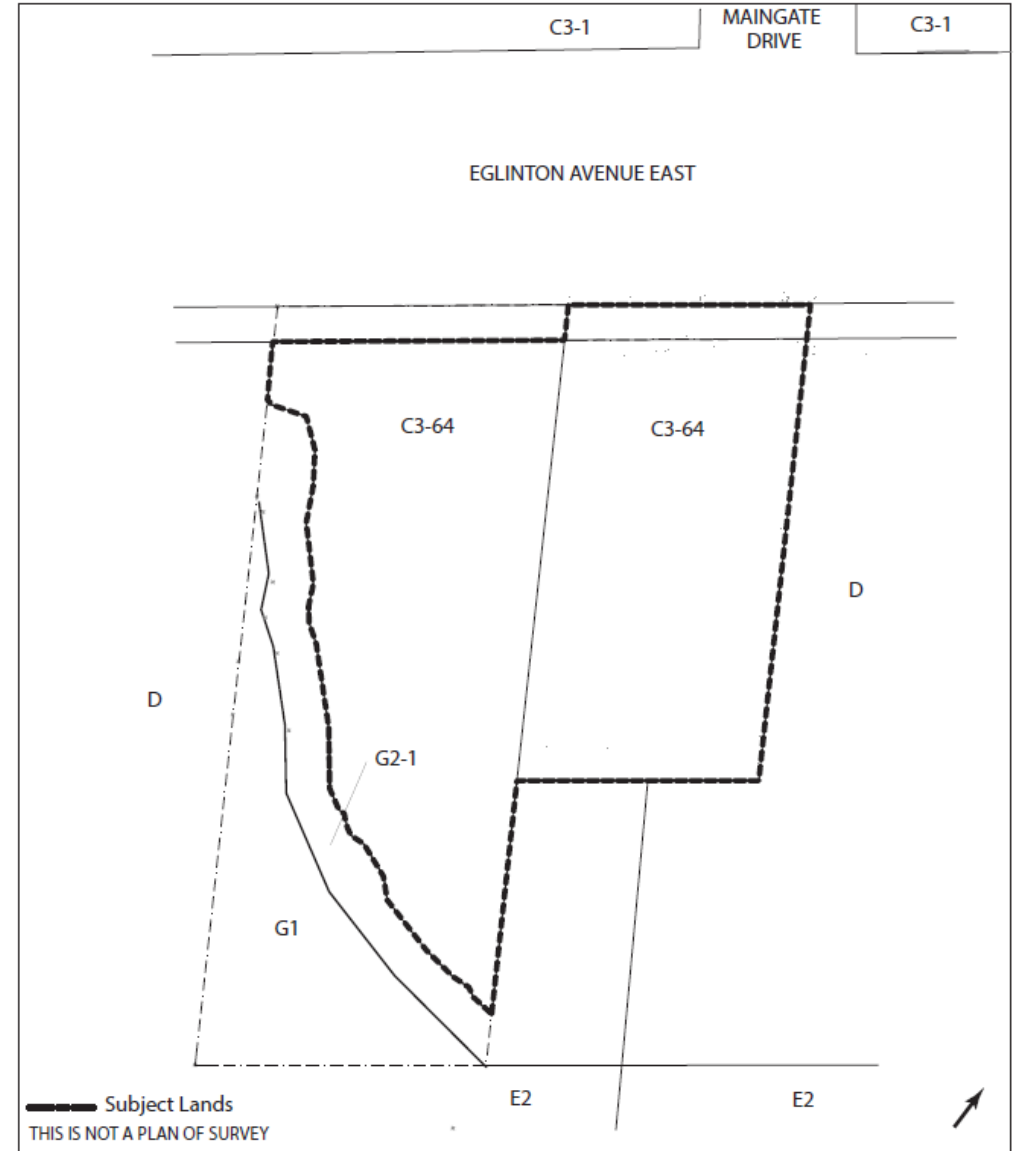 C3-1
MAINGATE
DRIVE
C3-1
EGLINTON AVENUE EAST
C3-64
C3-64
D
D
G2-1
G1
E2
E2
Subject Lands
THIS IS NOT A PLAN OF SURVEY